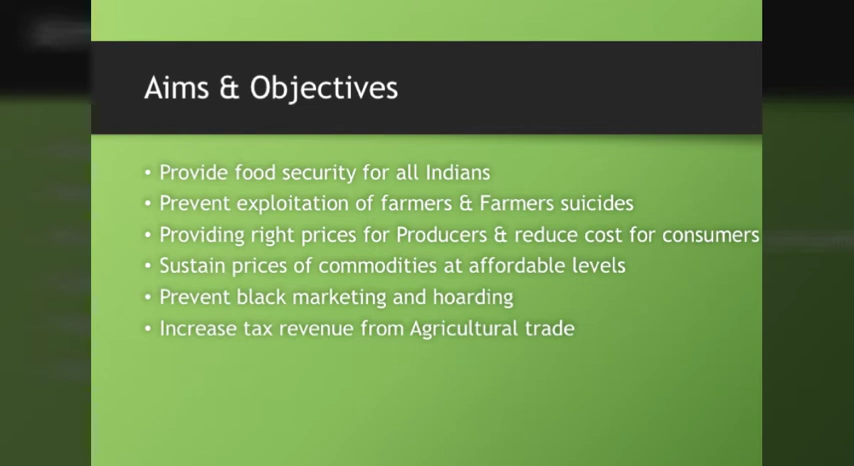 Aims & Objectives
• Provide food security for all Indians
• Prevent exploitation of farmers & Farmers suicides
• Providing right prices for Producers & reduce cost for consumers
• Sustain prices of commodities at affordable levels
• Prevent black marketing and hoarding
• Increase tax revenue from Agricultural trade